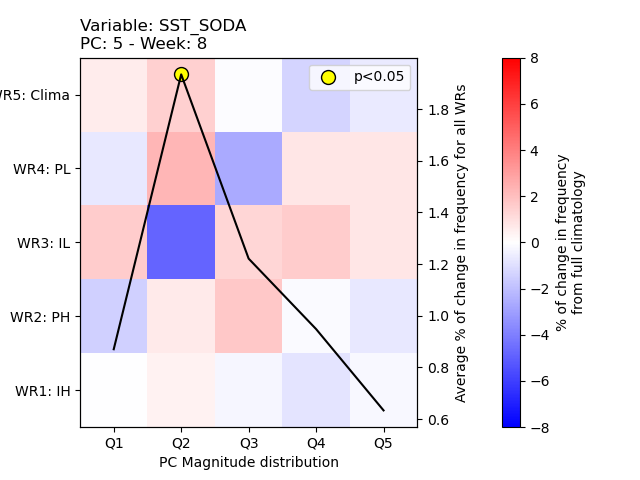 Variable: SST_SODA
PC: 5 - Week: 8
p<0.05
WR5: Clima
WR4: PL
WR3: IL
WR2: PH
WR1: IH
Q1 Q2 Q3 Q4 Q5
PC Magnitude distribution
1.8
1.6
1.4
1.2
1.0
0.8
0.6
Average % of change in frequency for all WRs
8
6
4
2
0
−2
−4
−6
−8
% of change in frequency
from full climatology